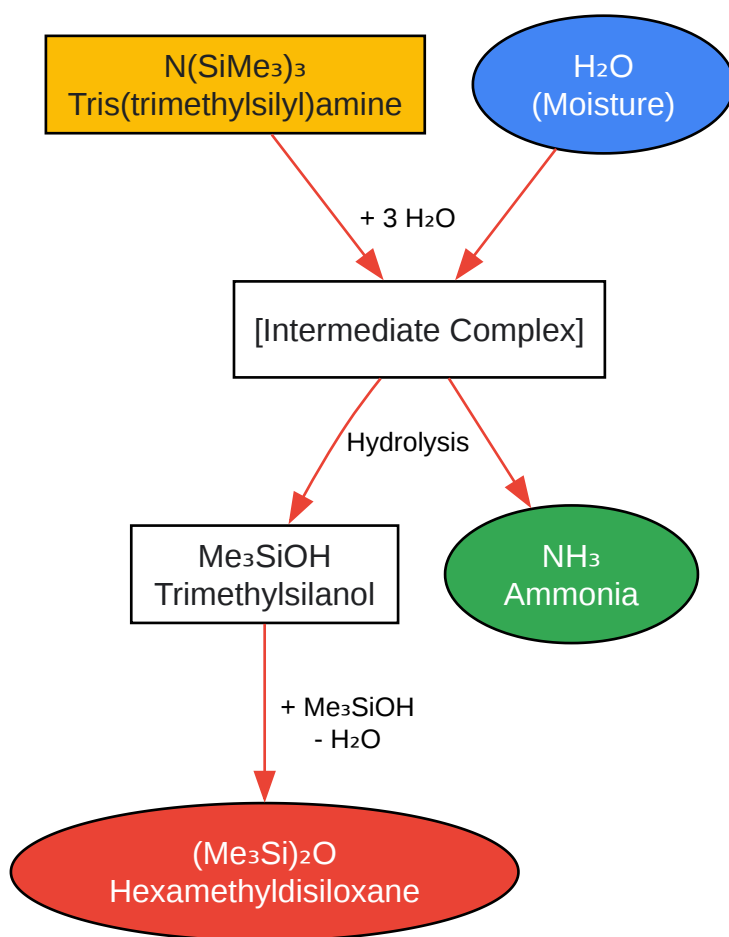 N(SiMe₃)₃
Tris(trimethylsilyl)amine
H₂O
(Moisture)
+ 3 H₂O
[Intermediate Complex]
Hydrolysis
Me₃SiOH
Trimethylsilanol
NH₃
Ammonia
+ Me₃SiOH
- H₂O
(Me₃Si)₂O
Hexamethyldisiloxane